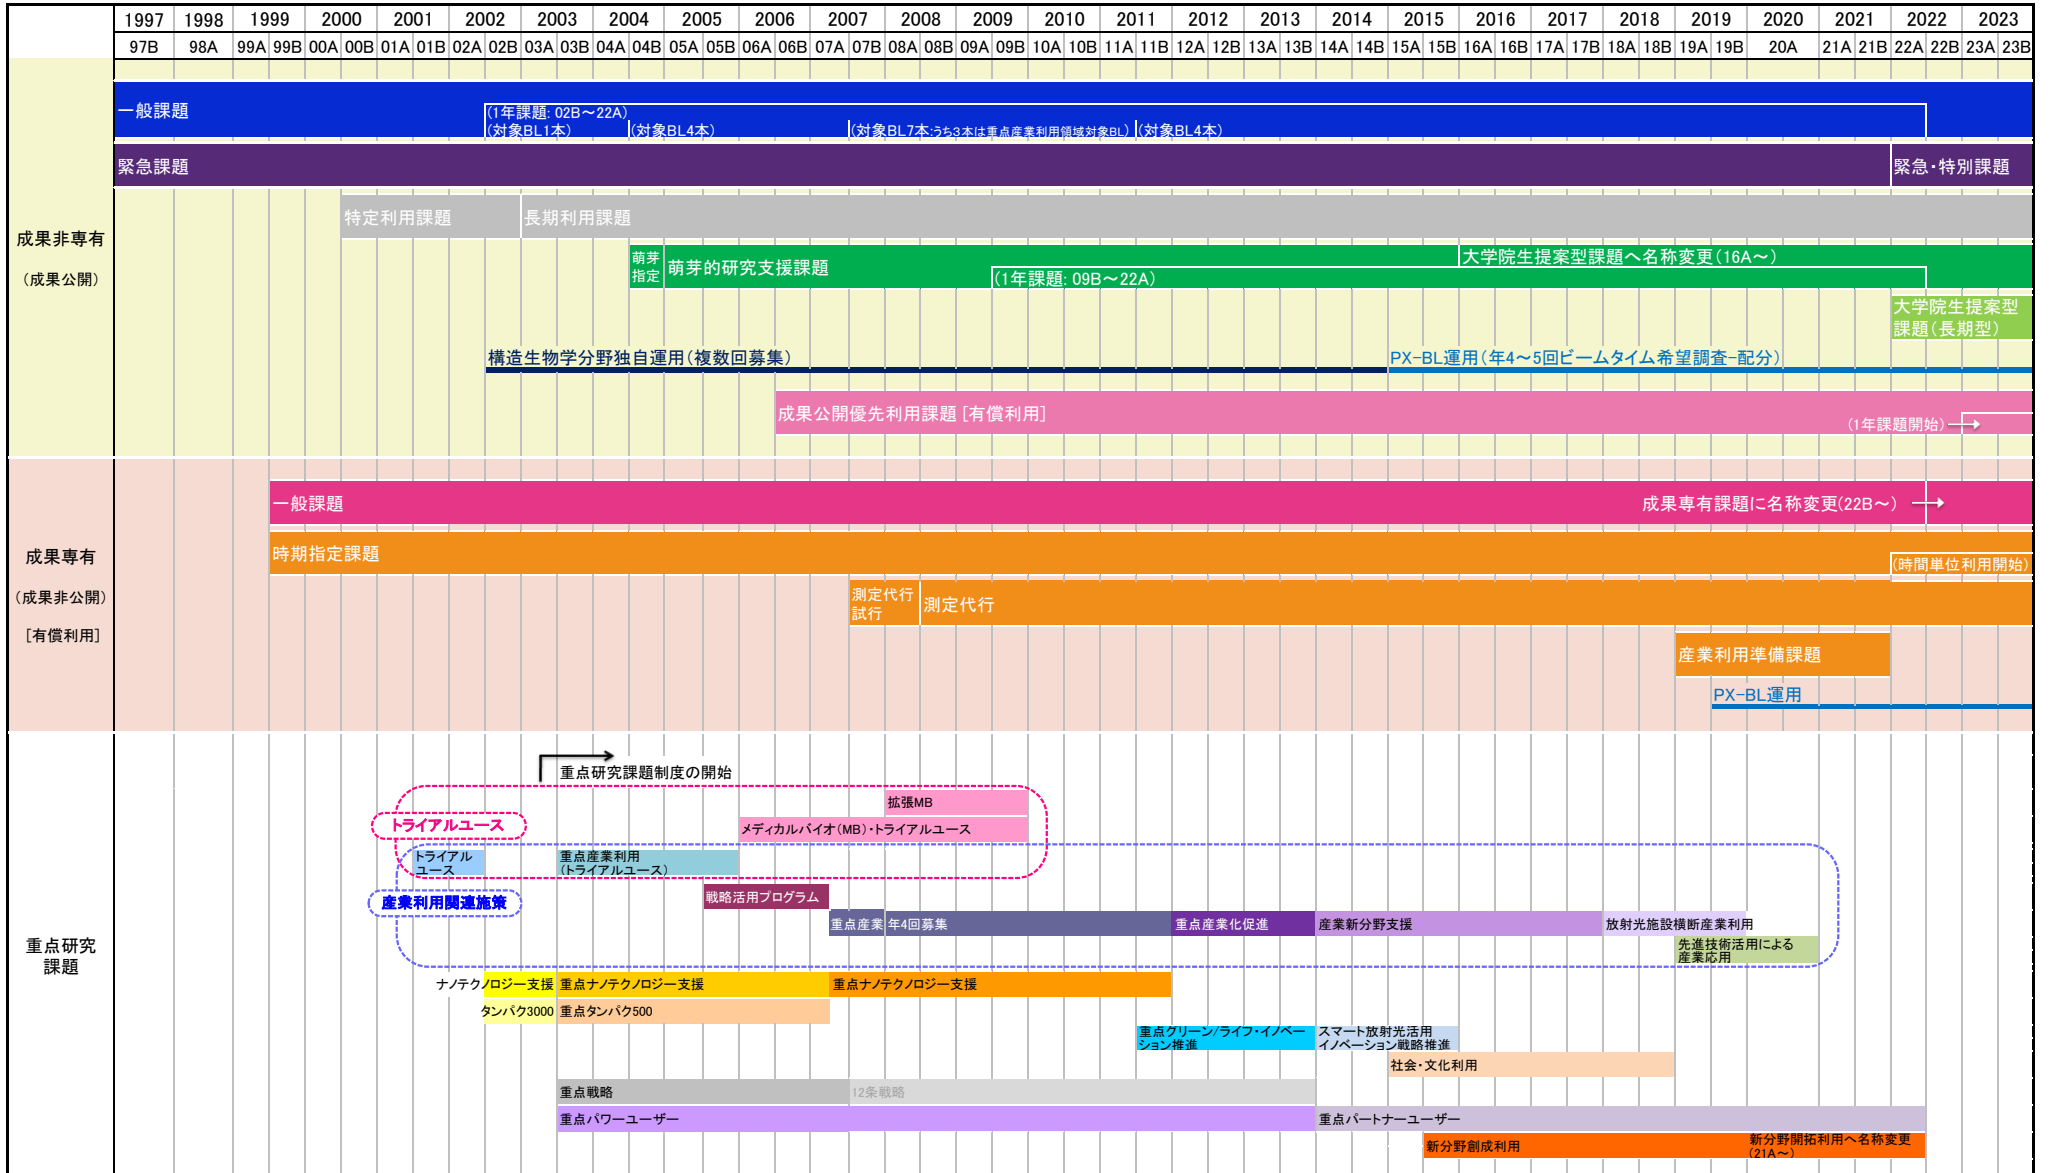 1997 1998 1999 2000 2001 2002 2003 2004 2005 2006 2007 2008 2009 2010 2011 2012 2013 2014 2015 2016 2017 2018 2019 2020 2021 2022 2023
97B 98A 99A 99B 00A 00B 01A 01B 02A 02B 03A 03B 04A 04B 05A 05B 06A 06B 07A 07B 08A 08B 09A 09B 10A 10B 11A 11B 12A 12B 13A 13B 14A 14B 15A 15B 16A 16B 17A 17B 18A 18B 19A 19B 20A 21A 21B 22A 22B 23A 23B
成果非専有
(成果公開)
一般課題
(1年課題: 02B～22A)
(対象BL1本) (対象BL4本) (対象BL7本:うち3本は重点産業利用領域対象BL) (対象BL4本)
緊急課題 緊急・特別課題
特定利用課題 長期利用課題
萌芽
指定
萌芽的研究支援課題
大学院生提案型課題へ名称変更(16A～)
(1年課題: 09B～22A)
大学院生提案型
課題(長期型)
構造生物学分野独自運用(複数回募集) PX-BL運用(年4～5回ビームタイム希望調査-配分)
成果公開優先利用課題 [有償利用]
(1年課題開始)
成果専有
(成果非公開)
[有償利用]
一般課題 成果専有課題に名称変更(22B～)
時期指定課題
(時間単位利用開始)
測定代行
試行
測定代行
産業利用準備課題
PX-BL運用
重点研究
課題
重点研究課題制度の開始
拡張MB
トライアルユース
メディカルバイオ(MB)・トライアルユース
トライアル
ユース
重点産業利用
(トライアルユース)
産業利用関連施策
戦略活用プログラム
重点産業 年4回募集 重点産業化促進 産業新分野支援 放射光施設横断産業利用
先進技術活用による
産業応用
ナノテクノロジー支援 重点ナノテクノロジー支援 重点ナノテクノロジー支援
タンパク3000 重点タンパク500
重点グリーン/ライフ・イノベー
ション推進
スマート放射光活用
イノベーション戦略推進
社会・文化利用
重点戦略 12条戦略
重点パワーユーザー 重点パートナーユーザー
新分野創成利用
新分野開拓利用へ名称変更
(21A～)